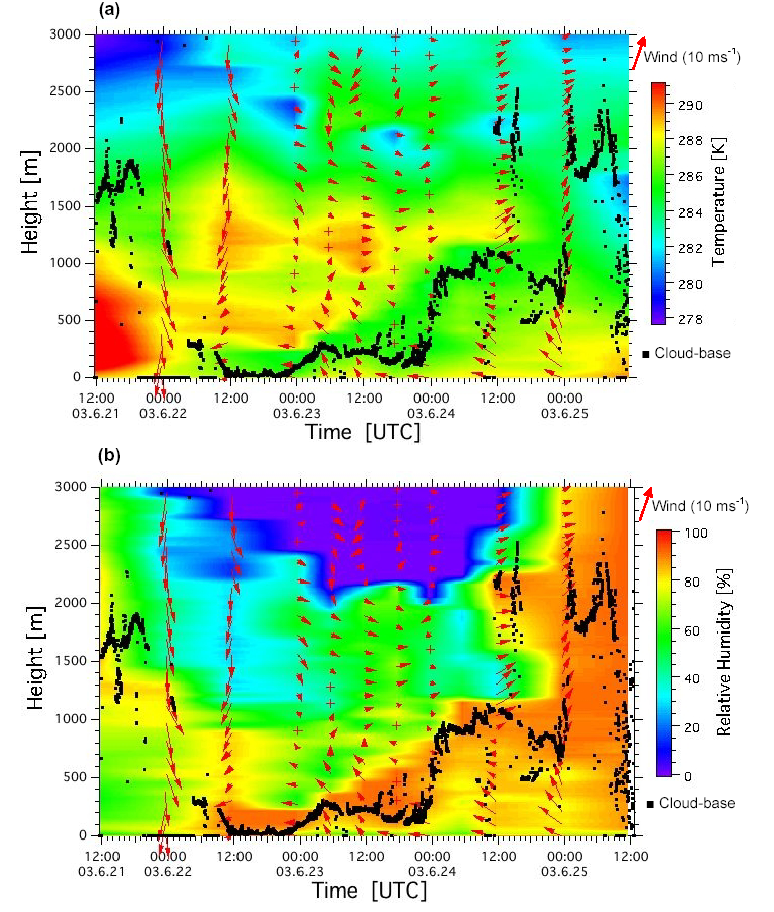 (a)
3000
2500
2000
1500
1000
500
0
Height [m]
12:00 00:00 12:00 00:00 12:00 00:00 12:00 00:00
03.6.21 03.6.22 03.6.23 03.6.24 03.6.25
Time [UTC]
Wind (10 ms⁻¹)
290
288
286
284
282
280
278
Temperature [K]
Cloud-base
(b)
3000
2500
2000
1500
1000
500
0
Height [m]
12:00 00:00 12:00 00:00 12:00 00:00 12:00 00:00 12:00
03.6.21 03.6.22 03.6.23 03.6.24 03.6.25
Time [UTC]
Wind (10 ms⁻¹)
100
80
60
40
20
0
Relative Humidity [%]
Cloud-base